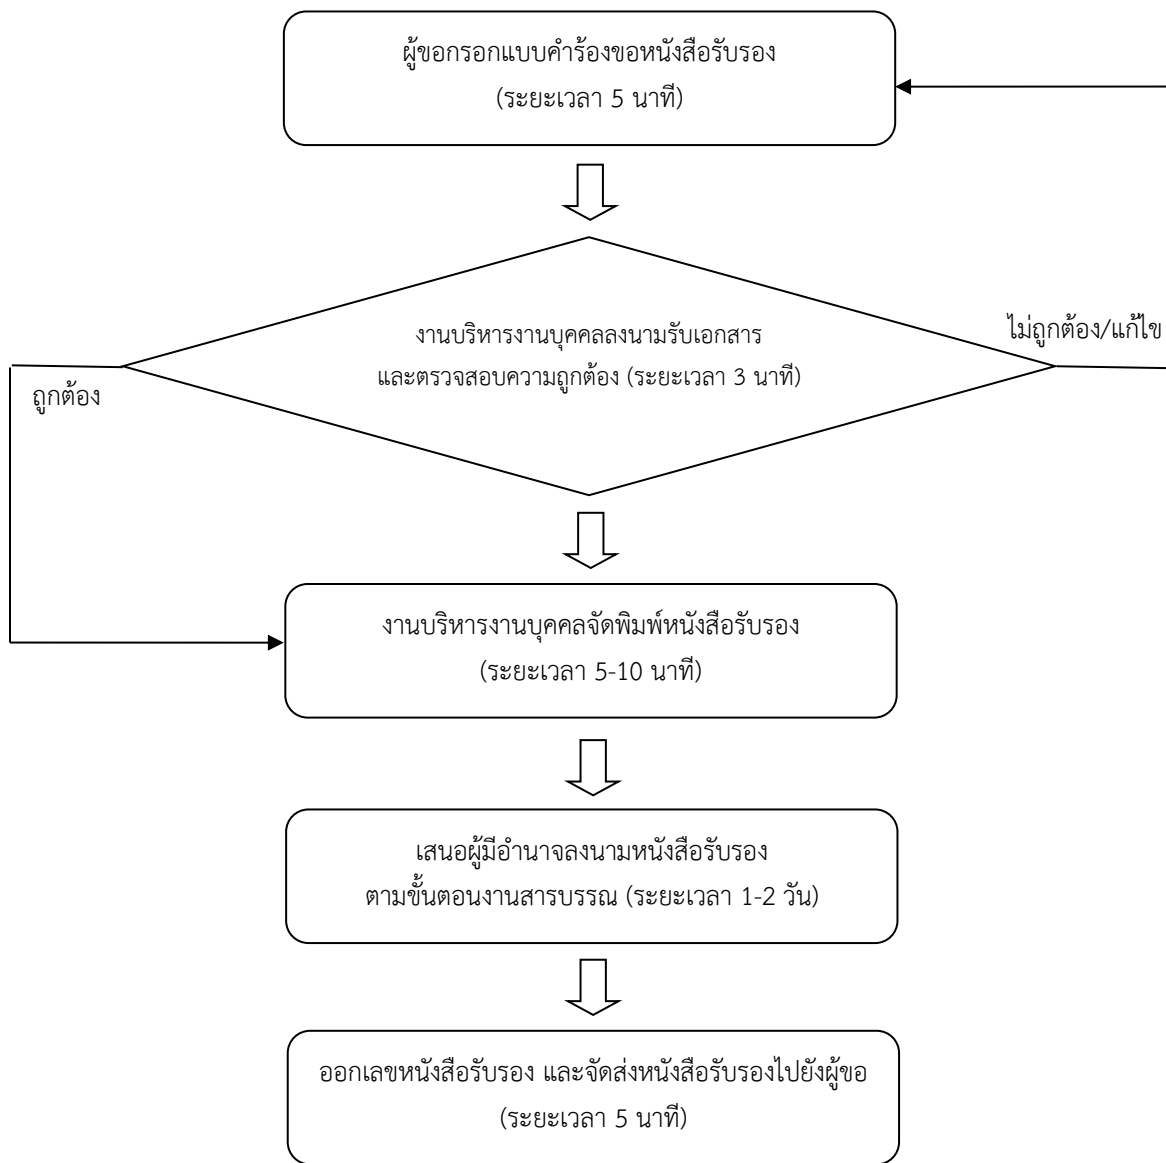 ผู้ขอกรอกแบบคำร้องขอหนังสือรับรอง
(ระยะเวลา 5 นาที)
งานบริหารงานบุคคลลงนามรับเอกสาร
และตรวจสอบความถูกต้อง (ระยะเวลา 3 นาที)
ไม่ถูกต้อง/แก้ไข
ถูกต้อง
งานบริหารงานบุคคลจัดพิมพ์หนังสือรับรอง
(ระยะเวลา 5-10 นาที)
เสนอผู้มีอำนาจลงนามหนังสือรับรอง
ตามขั้นตอนงานสารบรรณ (ระยะเวลา 1-2 วัน)
ออกเลขหนังสือรับรอง และจัดส่งหนังสือรับรองไปยังผู้ขอ
(ระยะเวลา 5 นาที)